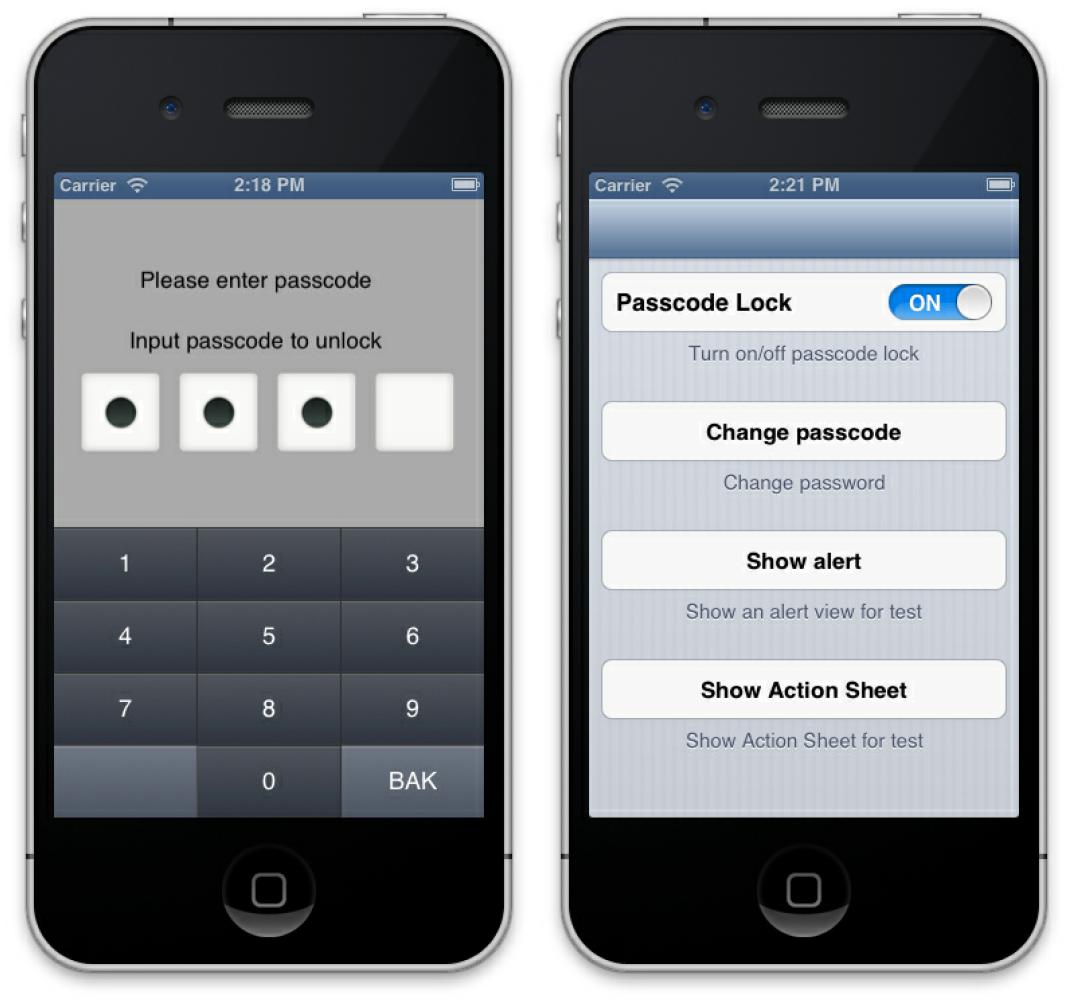 Carrier 2:18 PM
Please enter passcode
Input passcode to unlock
1 2 3
4 5 6
7 8 9
0 BAK
Carrier 2:21 PM
Passcode Lock ON
Turn on/off passcode lock
Change passcode
Change password
Show alert
Show an alert view for test
Show Action Sheet
Show Action Sheet for test